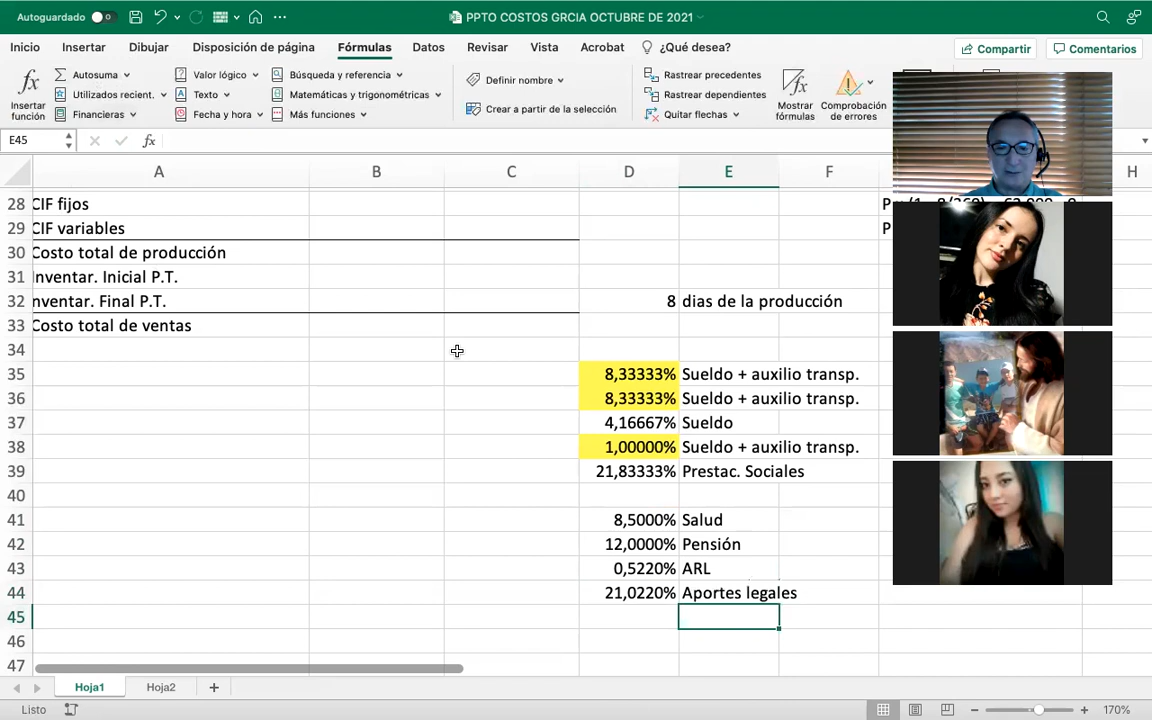 Autoguardado 0
PPTO COSTOS GRCIA OCTUBRE DE 2021
Inicio Insertar Dibujar Disposición de página Fórmulas Datos Revisar Vista Acrobat ¿Qué desea? Compartir Comentarios
Insertar función
Autosuma
Utilizados recient.
Financieras
Valor lógico
Texto
Fecha y hora
Búsqueda y referencia
Matemáticas y trigonométricas
Más funciones
Definir nombre
Crear a partir de la selección
Rastrear precedentes
Rastrear dependientes
Quitar flechas
Mostrar fórmulas
Comprobación de errores
E45 fx
A B C D E F H
28 CIF fijos
29 CIF variables P
30 Costo total de producción
31 Inventar. Inicial P.T.
32 nventar. Final P.T. 8 dias de la producción
33 Costo total de ventas
34
35 8,33333% Sueldo + auxilio transp.
36 8,33333% Sueldo + auxilio transp.
37 4,16667% Sueldo
38 1,00000% Sueldo + auxilio transp.
39 21,83333% Prestac. Sociales
40
41 8,5000% Salud
42 12,0000% Pensión
43 0,5220% ARL
44 21,0220% Aportes legales
45
46
47
Hoja1 Hoja2 +
Listo 170%